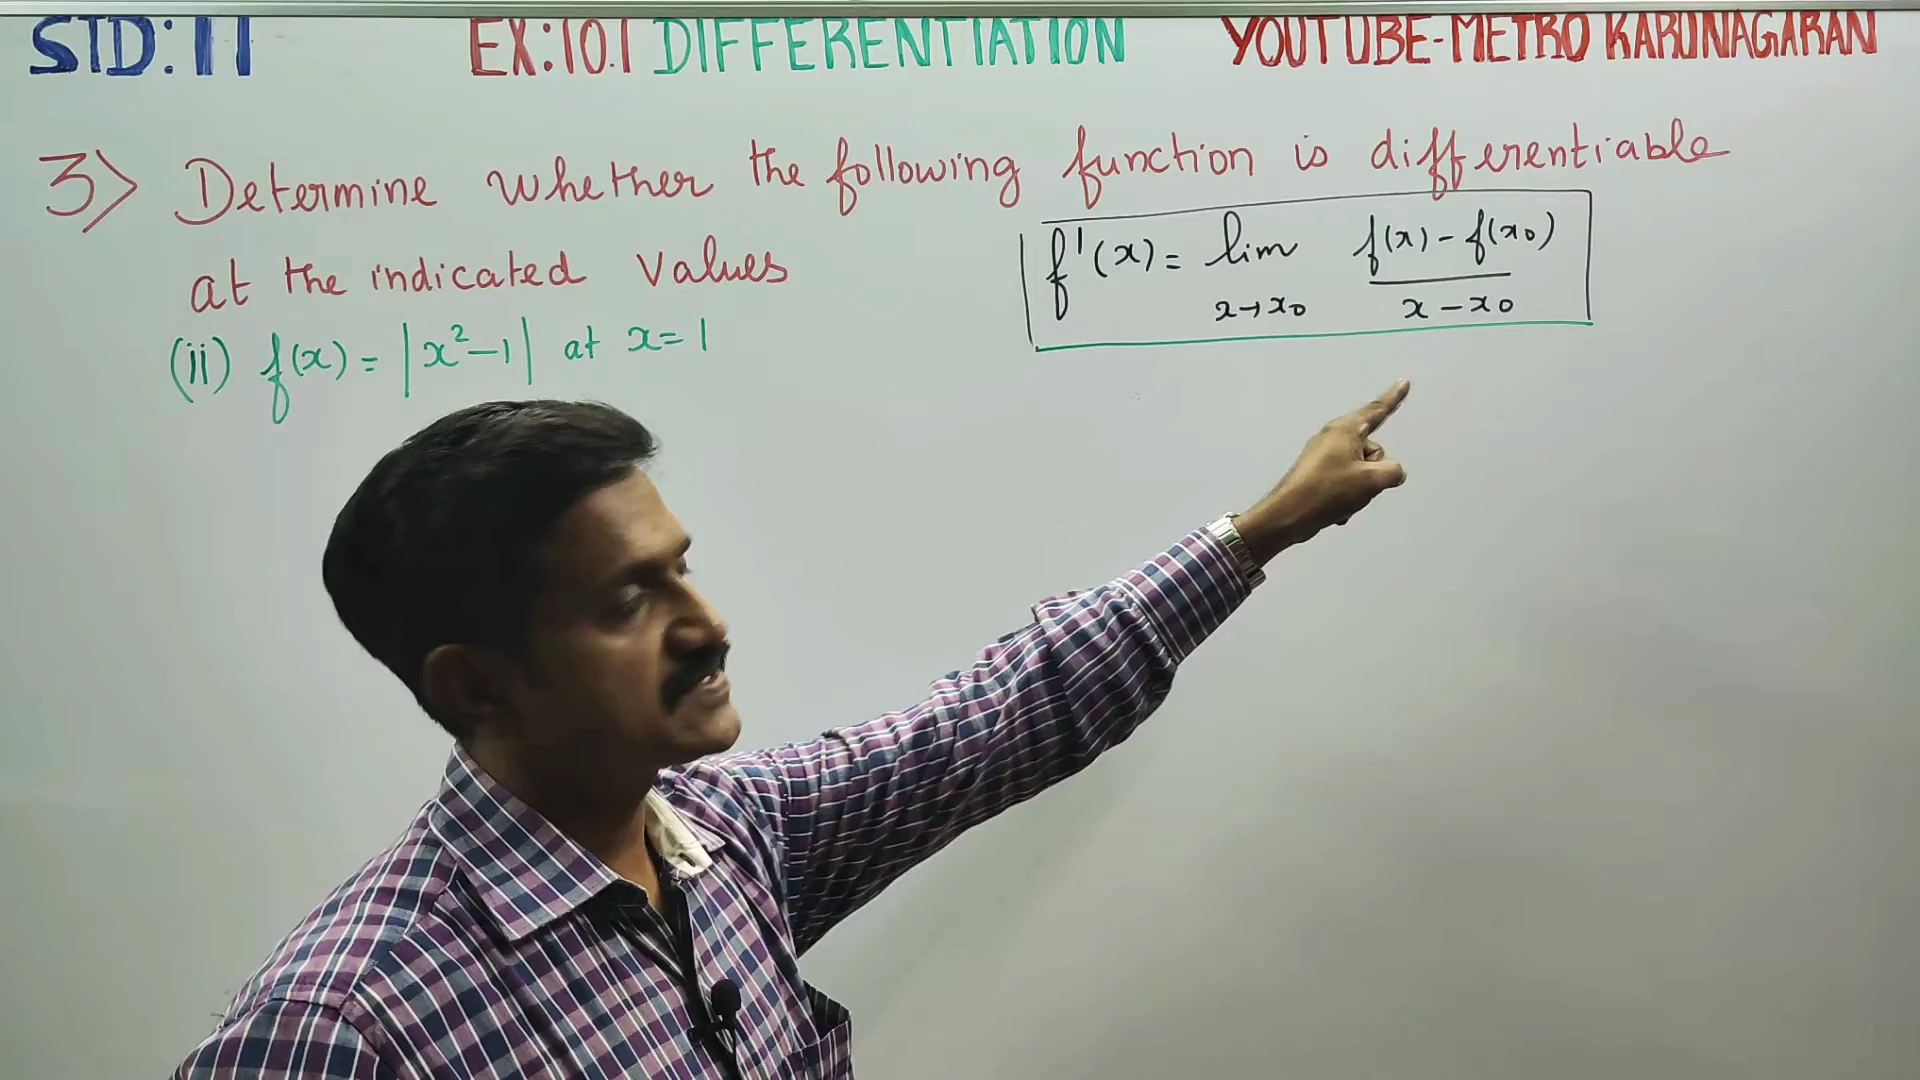 STD:11 EX:10.1 DIFFERENTIATION YOUTUBE-METRO KARUNAGARAN
3> Determine whether the following function is differentiable
at the indicated values
f'(x) = lim f(x) - f(x₀)
x→x₀ x - x₀
(ii) f(x) = |x²-1| at x=1